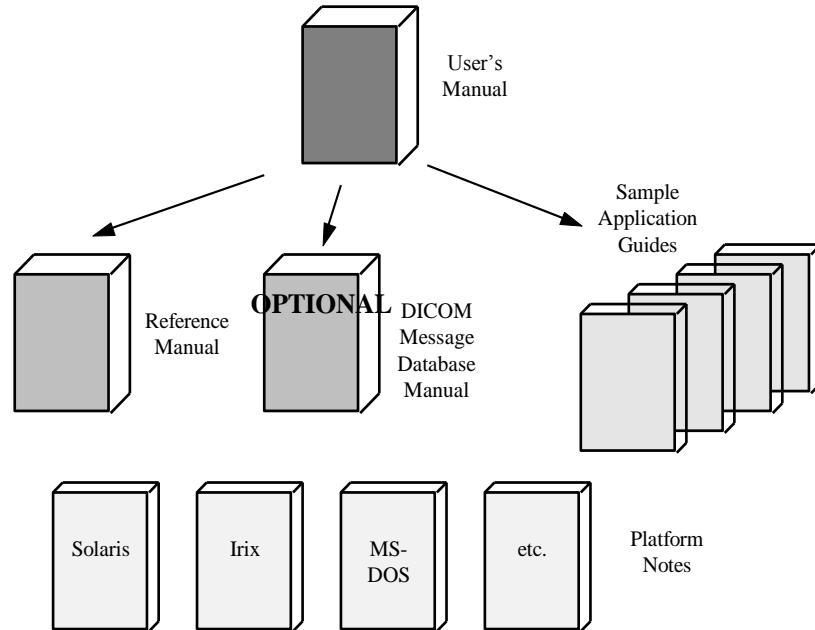 User's
Manual
Sample
Application
Guides
Reference
Manual
OPTIONAL
DICOM
Message
Database
Manual
Solaris
Irix
MS-
DOS
etc.
Platform
Notes